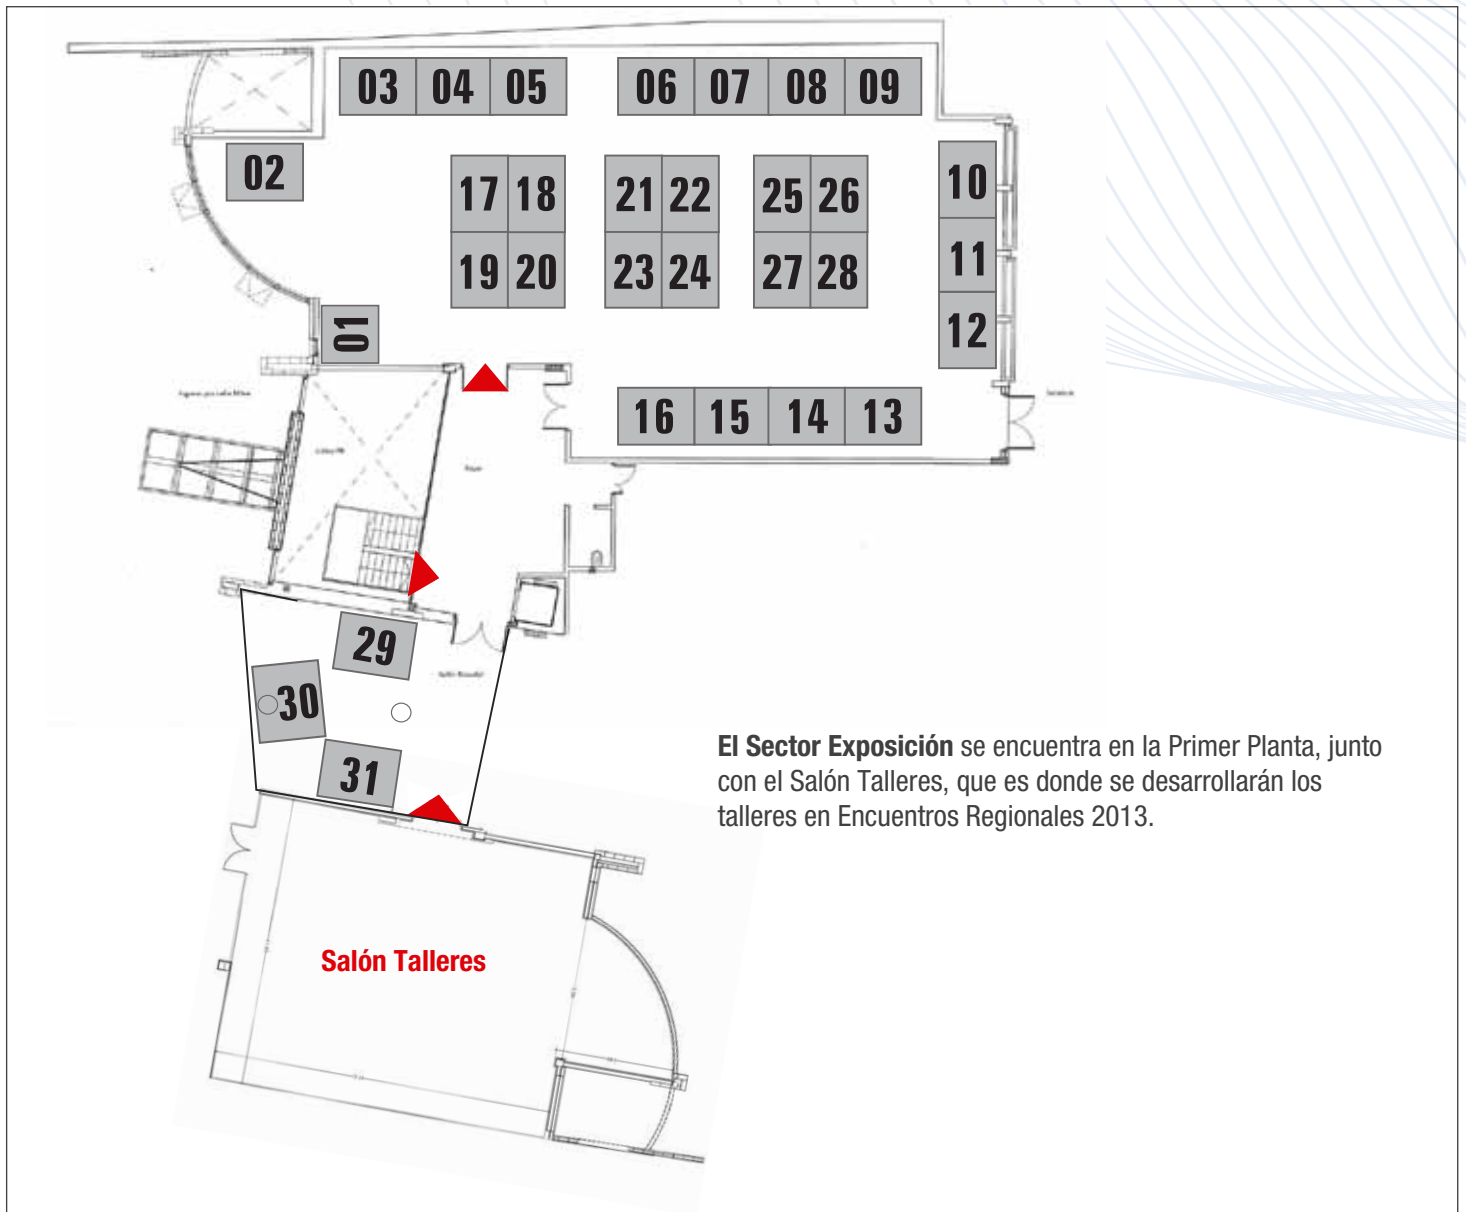 03 04 05 06 07 08 09
02
10
17 18 21 22 25 26
11
19 20 23 24 27 28
12
01
16 15 14 13
Foyer
29
30
31
El Sector Exposición se encuentra en la Primer Planta, junto
con el Salón Talleres, que es donde se desarrollarán los
talleres en Encuentros Regionales 2013.
Salón Talleres